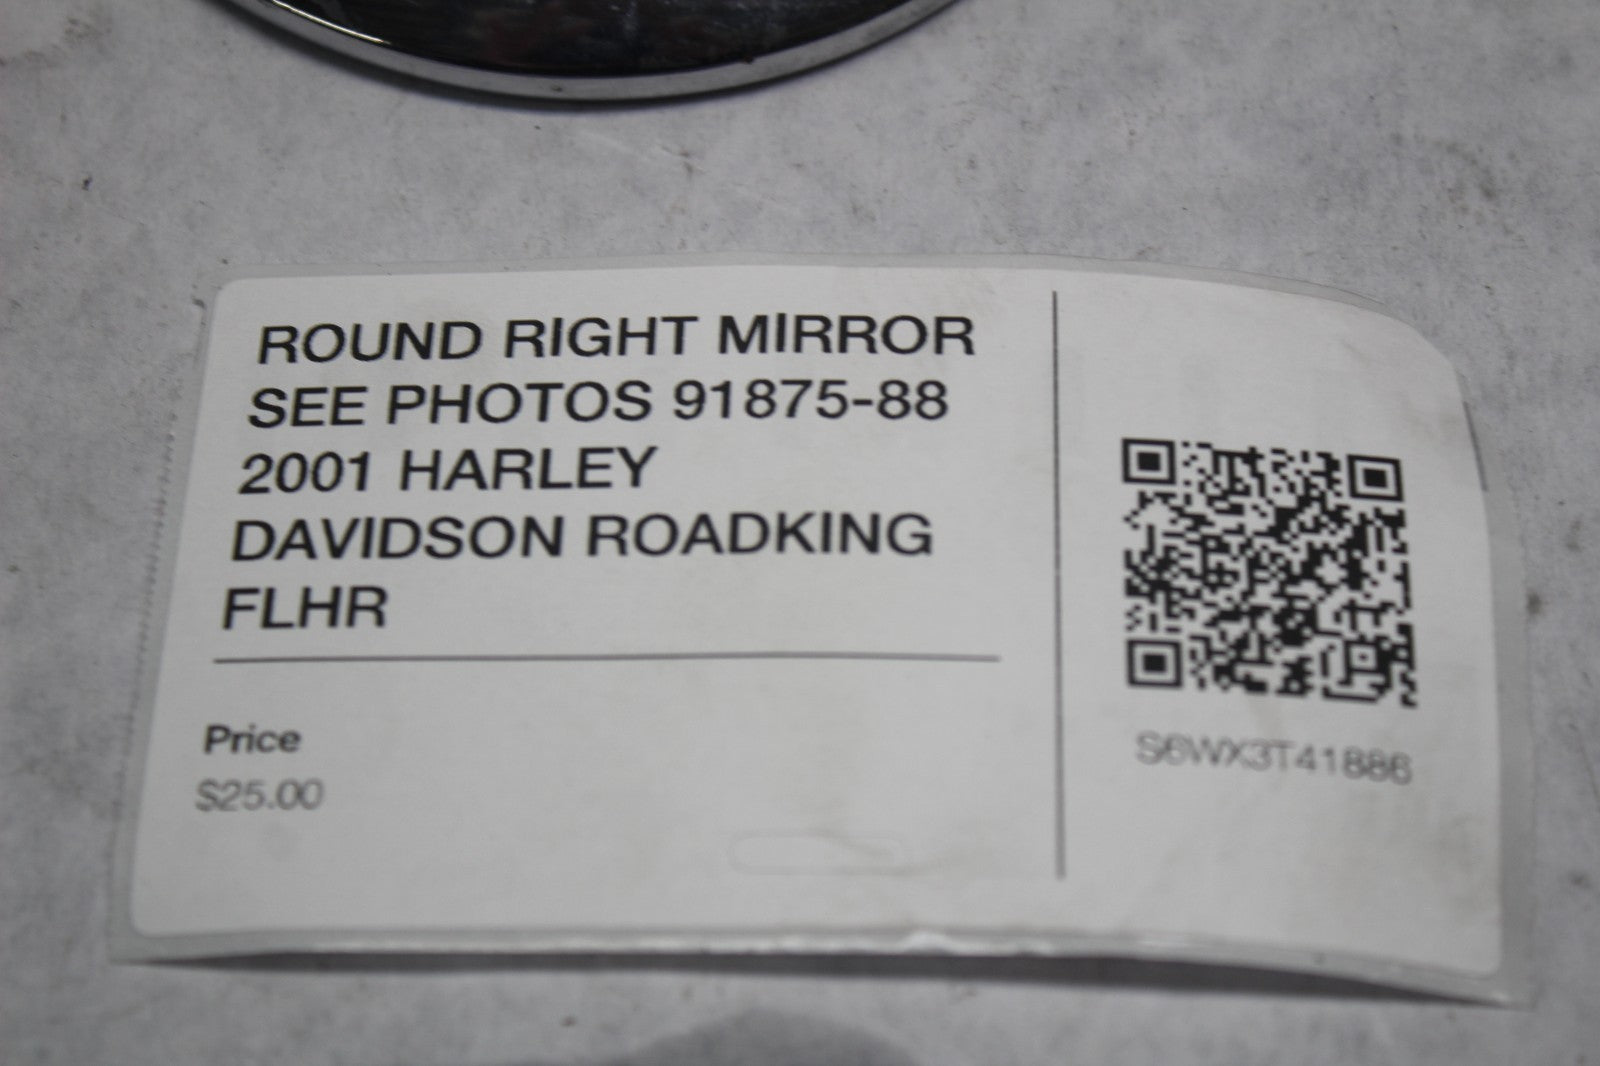 ROUND RIGHT MIRROR
SEE PHOTOS 91875-88
2001 HARLEY
DAVIDSON ROADKING
FLHR
Price
$25.00
S6WX3T41886